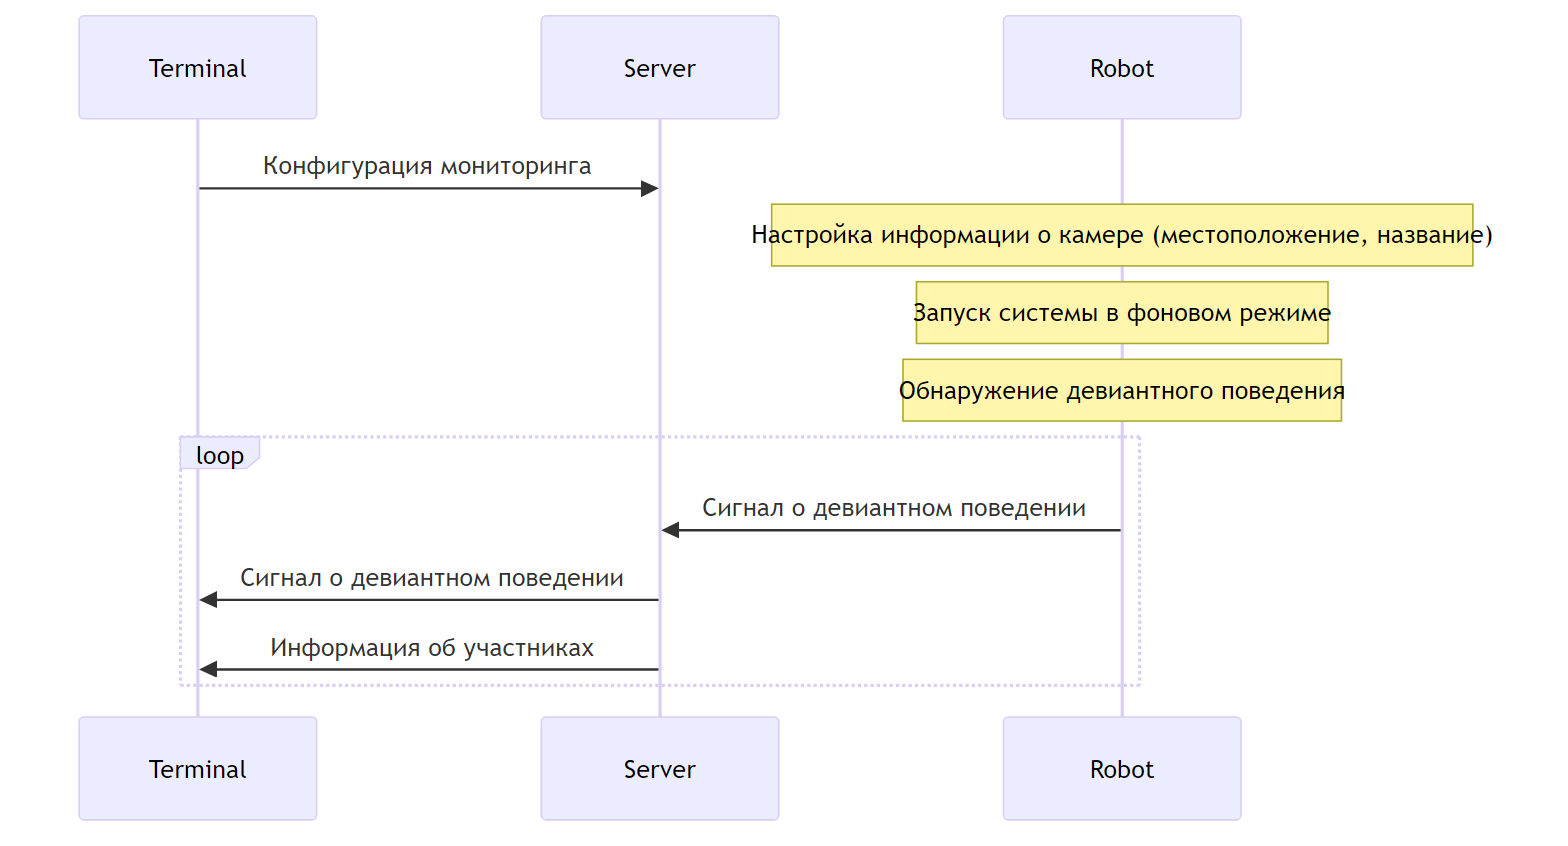 Terminal
Server
Robot
Конфигурация мониторинга
Настройка информации о камере (местоположение, название)
Запуск системы в фоновом режиме
Обнаружение девиантного поведения
loop
Сигнал о девиантном поведении
Сигнал о девиантном поведении
Информация об участниках
Terminal
Server
Robot